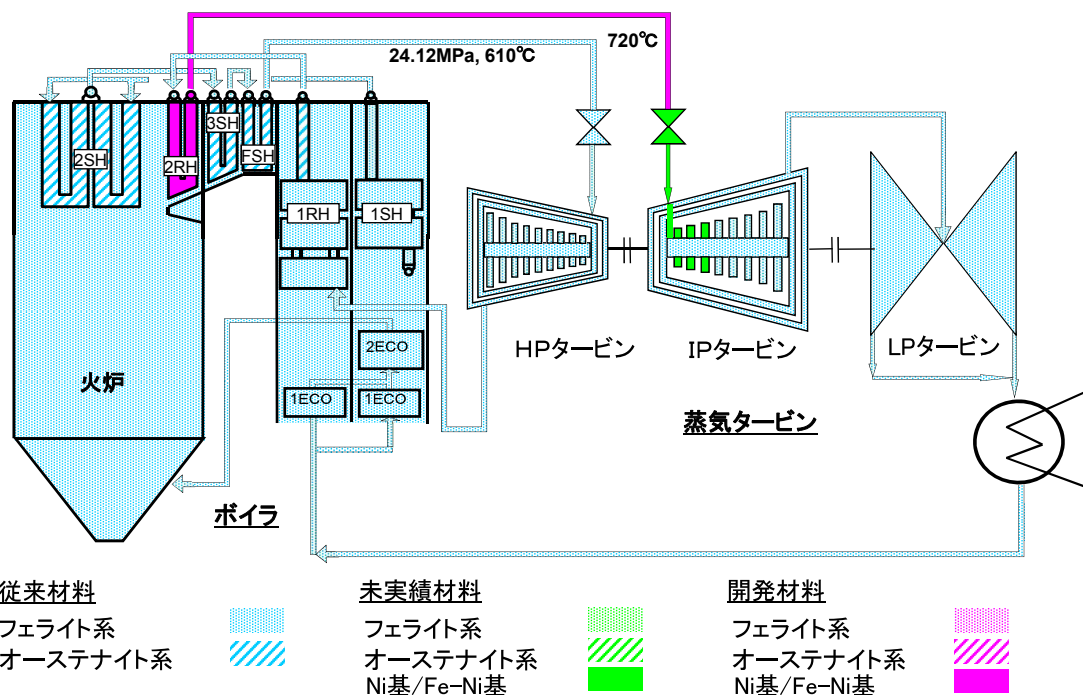 24.12MPa, 610℃
720℃
2SH
2RH
3SH
FSH
1RH
1SH
2ECO
1ECO
1ECO
火炉
ボイラ
HPタービン
IPタービン
LPタービン
蒸気タービン
従来材料
フェライト系
オーステナイト系
未実績材料
フェライト系
オーステナイト系
Ni基/Fe-Ni基
開発材料
フェライト系
オーステナイト系
Ni基/Fe-Ni基